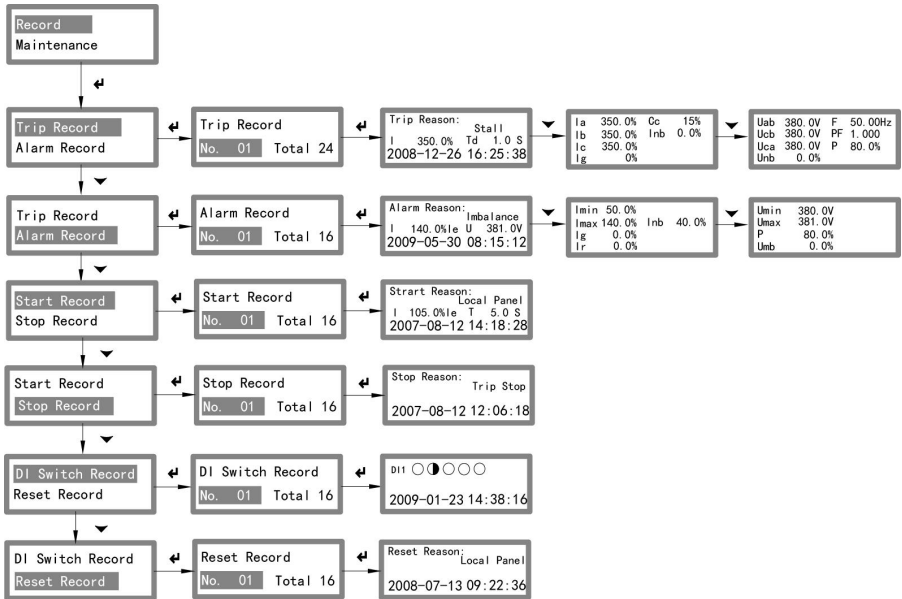 Record
Maintenance
Trip Record
Alarm Record
Trip Record
No. 01 Total 24
Trip Reason:
Stall
I 350.0% Td 1.0 S
2008-12-26 16:25:38
Ia 350.0% Cc 15%
Ib 350.0% Inb 0.0%
Ic 350.0%
Ig 0%
Uab 380.0V F 50.00Hz
Ucb 380.0V PF 1.000
Uca 380.0V P 80.0%
Unb 0.0%
Trip Record
Alarm Record
Alarm Record
No. 01 Total 16
Alarm Reason:
Imbalance
I 140.0%Ie U 381.0V
2009-05-30 08:15:12
Imin 50.0%
Imax 140.0% Inb 40.0%
Ig 0.0%
Ir 0.0%
Umin 380.0V
Umax 381.0V
P 80.0%
Umb 0.0%
Start Record
Stop Record
Start Record
No. 01 Total 16
Strart Reason:
Local Panel
I 105.0%Ie T 5.0 S
2007-08-12 14:18:28
Start Record
Stop Record
Stop Record
No. 01 Total 16
Stop Reason:
Trip Stop
2007-08-12 12:06:18
DI Switch Record
Reset Record
DI Switch Record
No. 01 Total 16
DI1
2009-01-23 14:38:16
DI Switch Record
Reset Record
Reset Record
No. 01 Total 16
Reset Reason:
Local Panel
2008-07-13 09:22:36